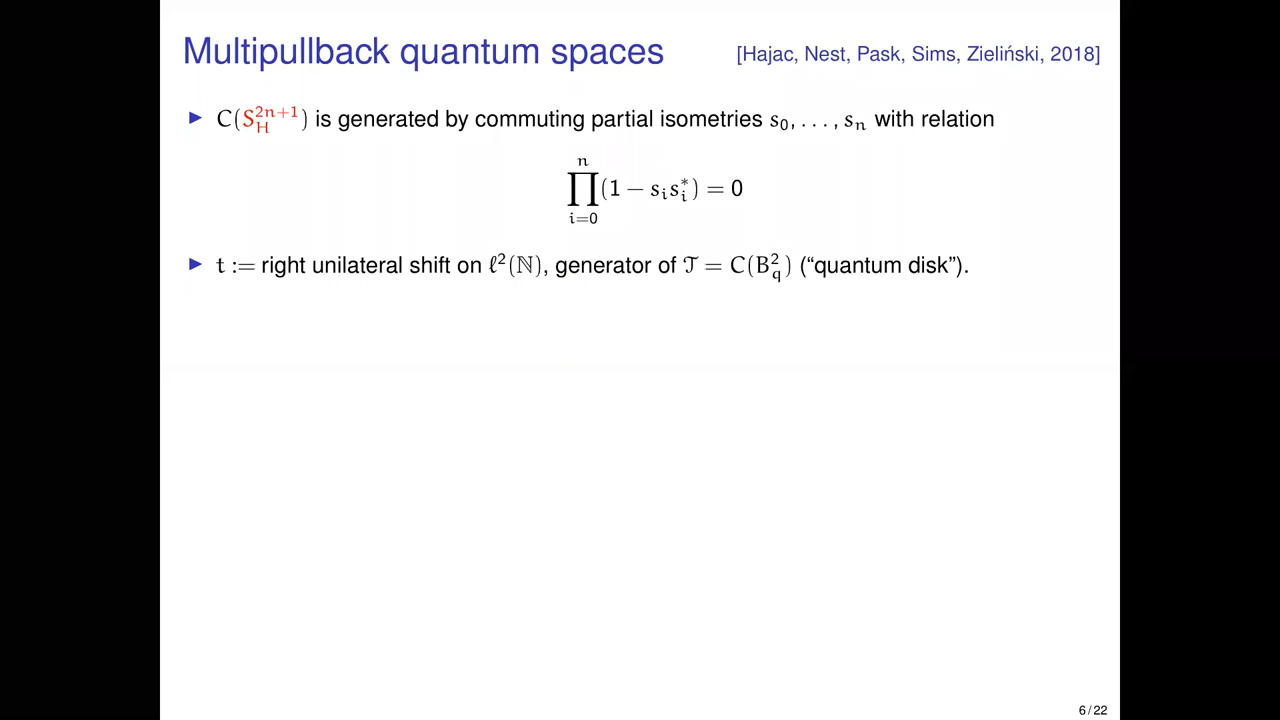 Multipullback quantum spaces [Hajac, Nest, Pask, Sims, Zieliński, 2018]
▶ C(S_H^{2n+1}) is generated by commuting partial isometries s_0, . . . , s_n with relation
∏_{i=0}^{n} (1 − s_i s_i^*) = 0
▶ t := right unilateral shift on ℓ²(ℕ), generator of 𝒯 = C(B_q^2) (“quantum disk”).
6 / 22